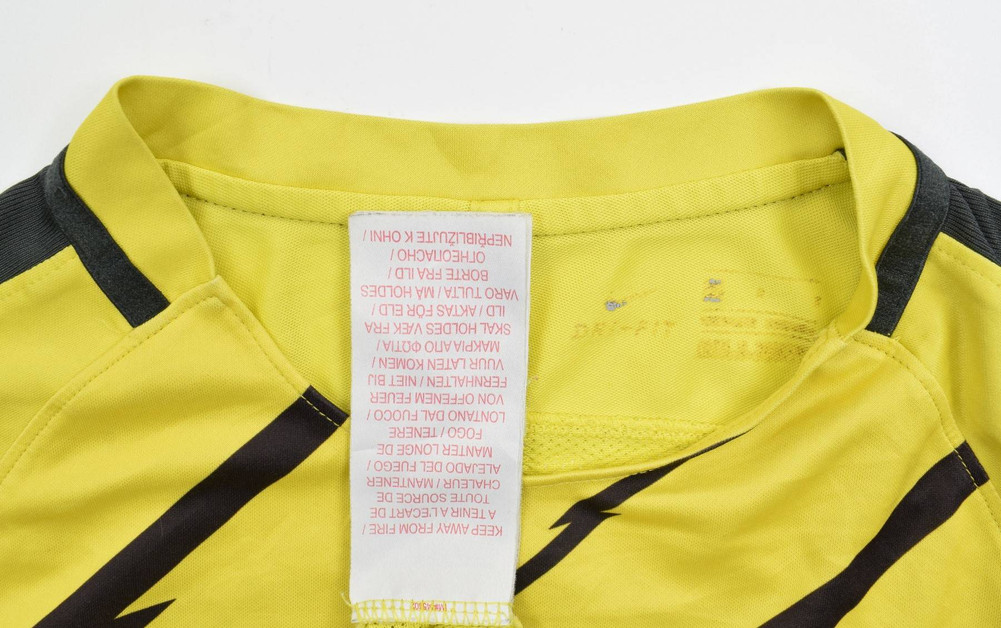 KEEP AWAY FROM FIRE /
A TENIR A L'ECART DE
TOUTE SOURCE DE
CHALEUR / MANTENER
ALEJADO DEL FUEGO /
MANTER LONGE DE
FOGO / TENERE
LONTANO DAL FUOCO /
VON OFFENEM FEUER
FERNHALTEN / NIET BIJ
VUUR LATEN KOMEN /
ΜΑΚΡΙΑ ΑΠΟ ΦΩΤΙΑ /
SKAL HOLDES VÆK FRA
ILD / AKTAS FÖR ELD /
VARO TULTA / MÅ HOLDES
BORTE FRA ILD /
ОГНЕОПАСНО /
NEPŘIBLIŽUJTE K OHNI /
DRI-FIT